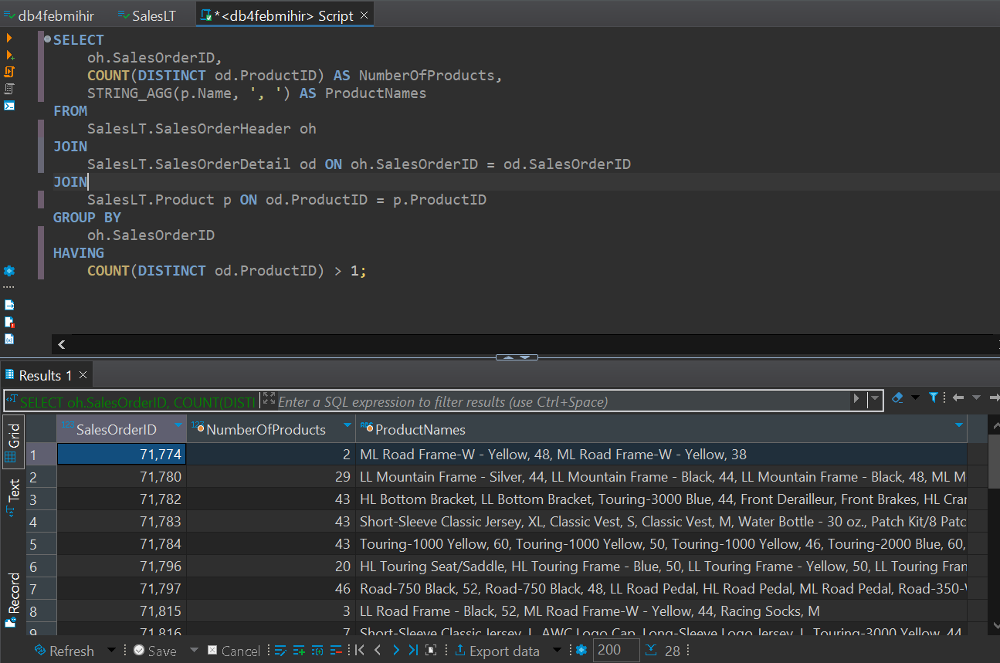 db4febmihir
SalesLT
*<db4febmihir> Script
SELECT
oh.SalesOrderID,
COUNT(DISTINCT od.ProductID) AS NumberOfProducts,
STRING_AGG(p.Name, ', ') AS ProductNames
FROM
SalesLT.SalesOrderHeader oh
JOIN
SalesLT.SalesOrderDetail od ON oh.SalesOrderID = od.SalesOrderID
JOIN
SalesLT.Product p ON od.ProductID = p.ProductID
GROUP BY
oh.SalesOrderID
HAVING
COUNT(DISTINCT od.ProductID) > 1;
Results 1
SELECT oh.SalesOrderID, COUNT(DISTI
Enter a SQL expression to filter results (use Ctrl+Space)
Grid
Text
Record
123 SalesOrderID 123 NumberOfProducts ABC ProductNames
1 71,774 2 ML Road Frame-W - Yellow, 48, ML Road Frame-W - Yellow, 38
2 71,780 29 LL Mountain Frame - Silver, 44, LL Mountain Frame - Black, 44, LL Mountain Frame - Black, 48, ML M
3 71,782 43 HL Bottom Bracket, LL Bottom Bracket, Touring-3000 Blue, 44, Front Derailleur, Front Brakes, HL Cran
4 71,783 43 Short-Sleeve Classic Jersey, XL, Classic Vest, S, Classic Vest, M, Water Bottle - 30 oz., Patch Kit/8 Patc
5 71,784 43 Touring-1000 Yellow, 60, Touring-1000 Yellow, 50, Touring-1000 Yellow, 46, Touring-2000 Blue, 60,
6 71,796 20 HL Touring Seat/Saddle, HL Touring Frame - Blue, 50, LL Touring Frame - Yellow, 50, LL Touring Fran
7 71,797 46 Road-750 Black, 52, Road-750 Black, 48, LL Road Pedal, HL Road Pedal, ML Road Pedal, Road-350-W
8 71,815 3 LL Road Frame - Black, 52, ML Road Frame-W - Yellow, 44, Racing Socks, M
9 71,816 7 Short-Sleeve Classic Jersey, L, AWC Logo Cap, Long-Sleeve Logo Jersey, L, Touring-3000 Yellow, 44,
Refresh Save Cancel Export data 200 28